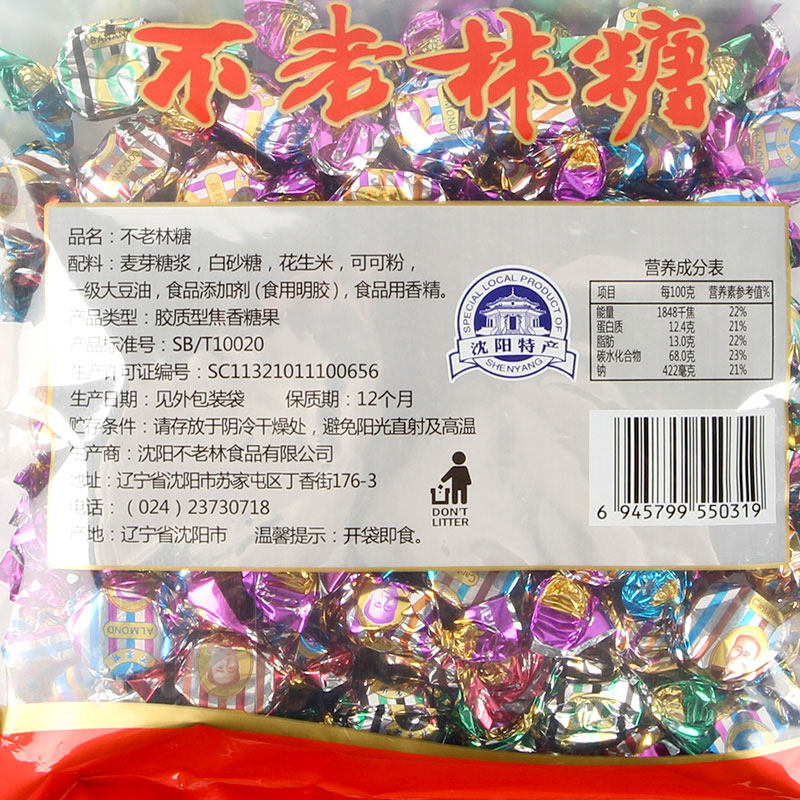 不老林糖
品名：不老林糖
配料：麦芽糖浆，白砂糖，花生米，可可粉，
一级大豆油，食品添加剂（食用明胶），食品用香精。
产品类型：胶质型焦香糖果
产品标准号：SB/T10020
生产许可证编号：SC11321011100656
生产日期：见外包装袋 保质期：12个月
贮存条件：请存放于阴冷干燥处，避免阳光直射及高温
生产商：沈阳不老林食品有限公司
地址：辽宁省沈阳市苏家屯区丁香街176-3
电话：（024）23730718
产地：辽宁省沈阳市 温馨提示：开袋即食。
SPECIAL LOCAL PRODUCT OF
沈阳特产
SHENYANG
DON'T
LITTER
营养成分表
项目 每100克 营养素参考值%
能量 1848千焦 22%
蛋白质 12.4克 21%
脂肪 13.0克 22%
碳水化合物 68.0克 23%
钠 422毫克 21%
6 945799 550319
ALMOND